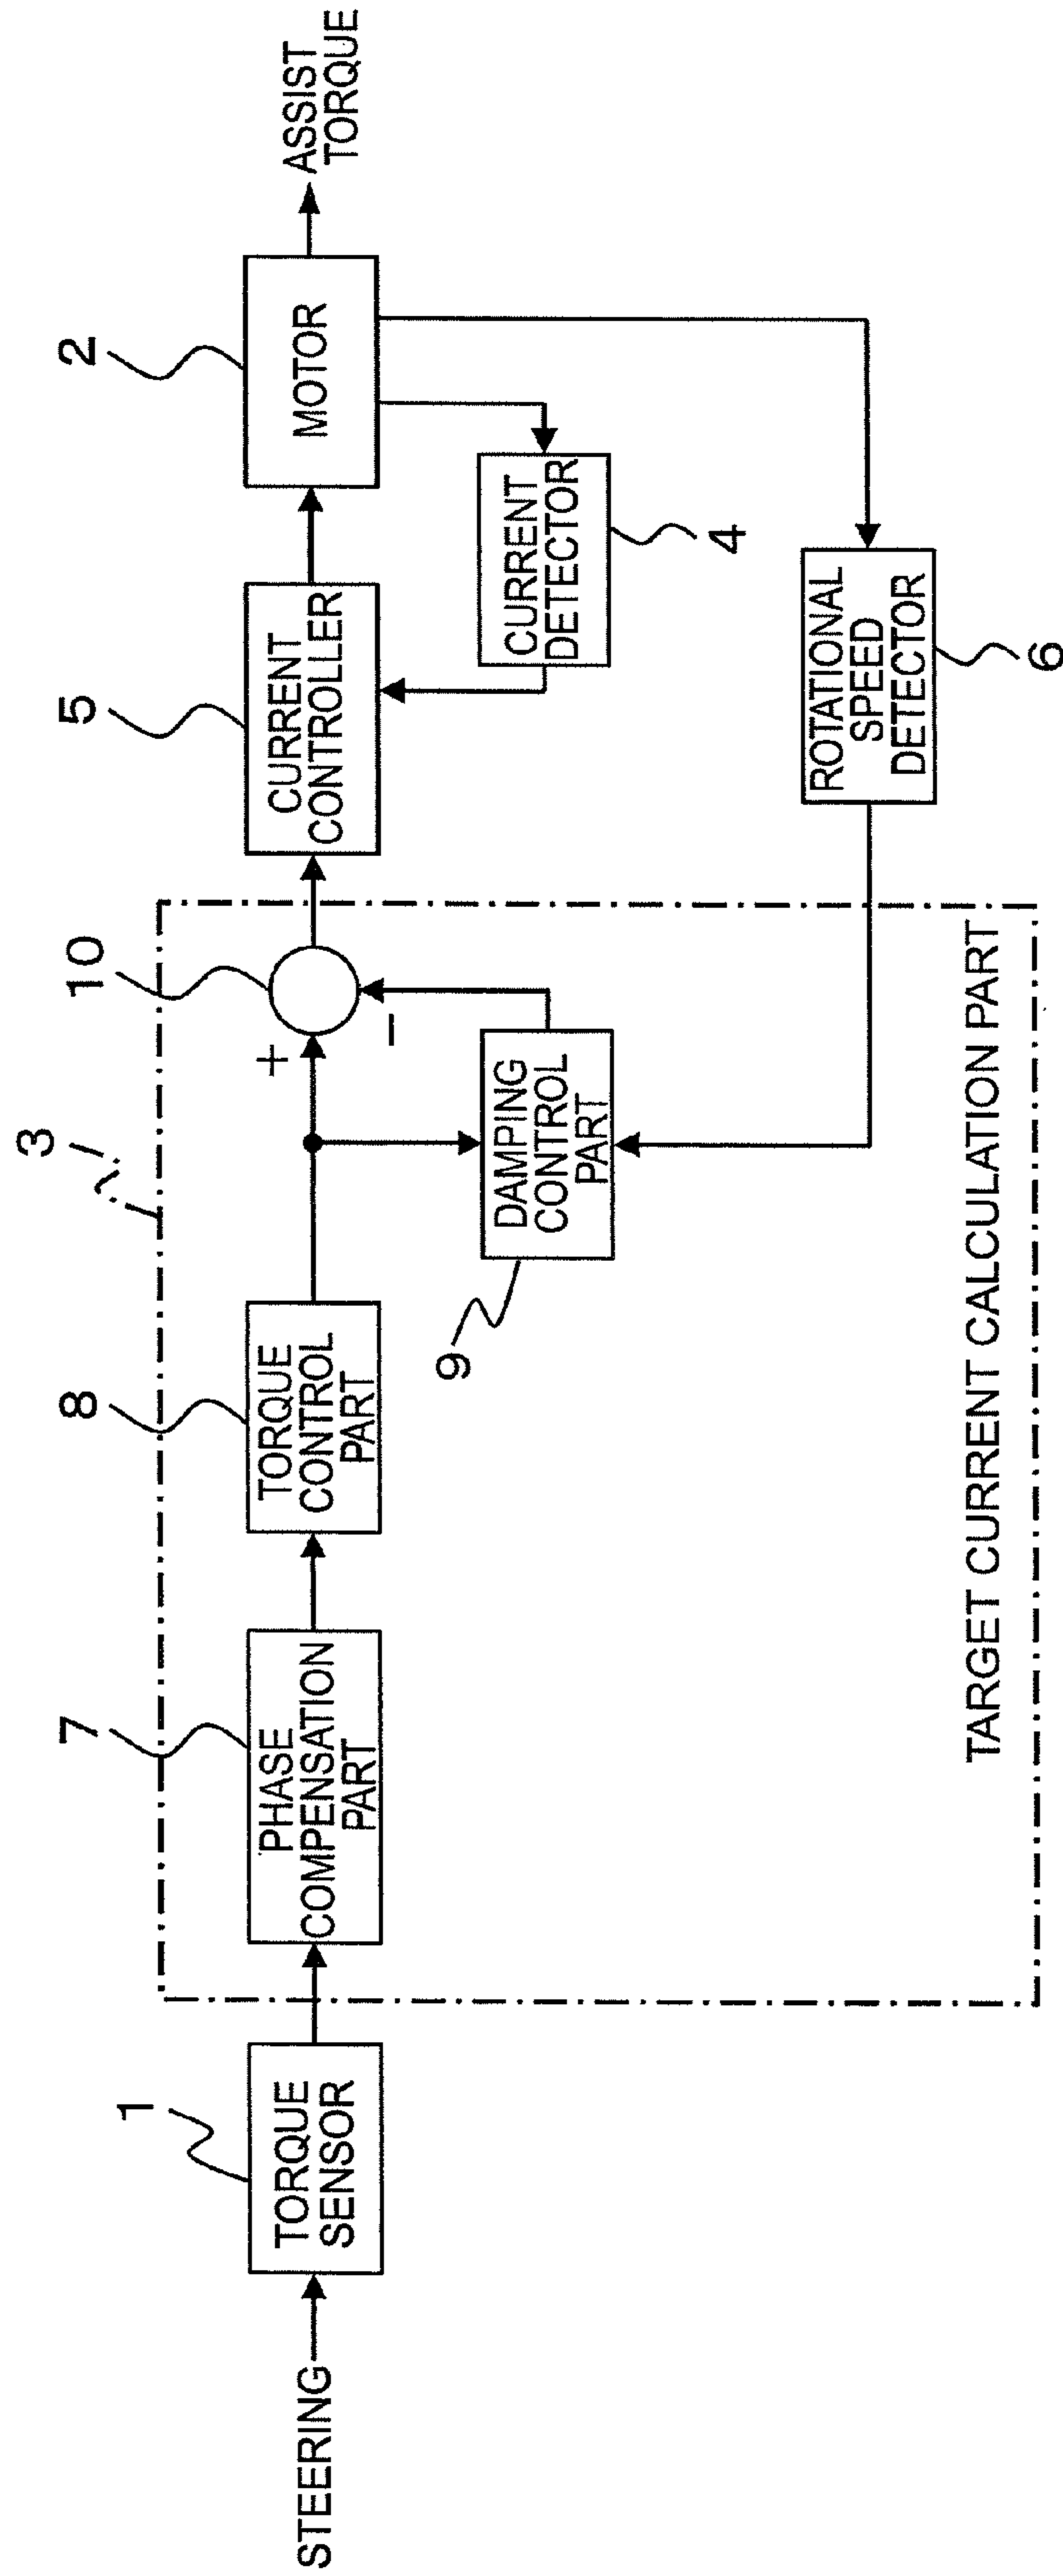 STEERING
1
TORQUE
SENSOR
3
7
PHASE
COMPENSATION
PART
8
TORQUE
CONTROL
PART
9
DAMPING
CONTROL
PART
10
+
−
TARGET CURRENT CALCULATION PART
5
CURRENT
CONTROLLER
2
MOTOR
ASSIST
TORQUE
CURRENT
DETECTOR
4
ROTATIONAL
SPEED
DETECTOR
6